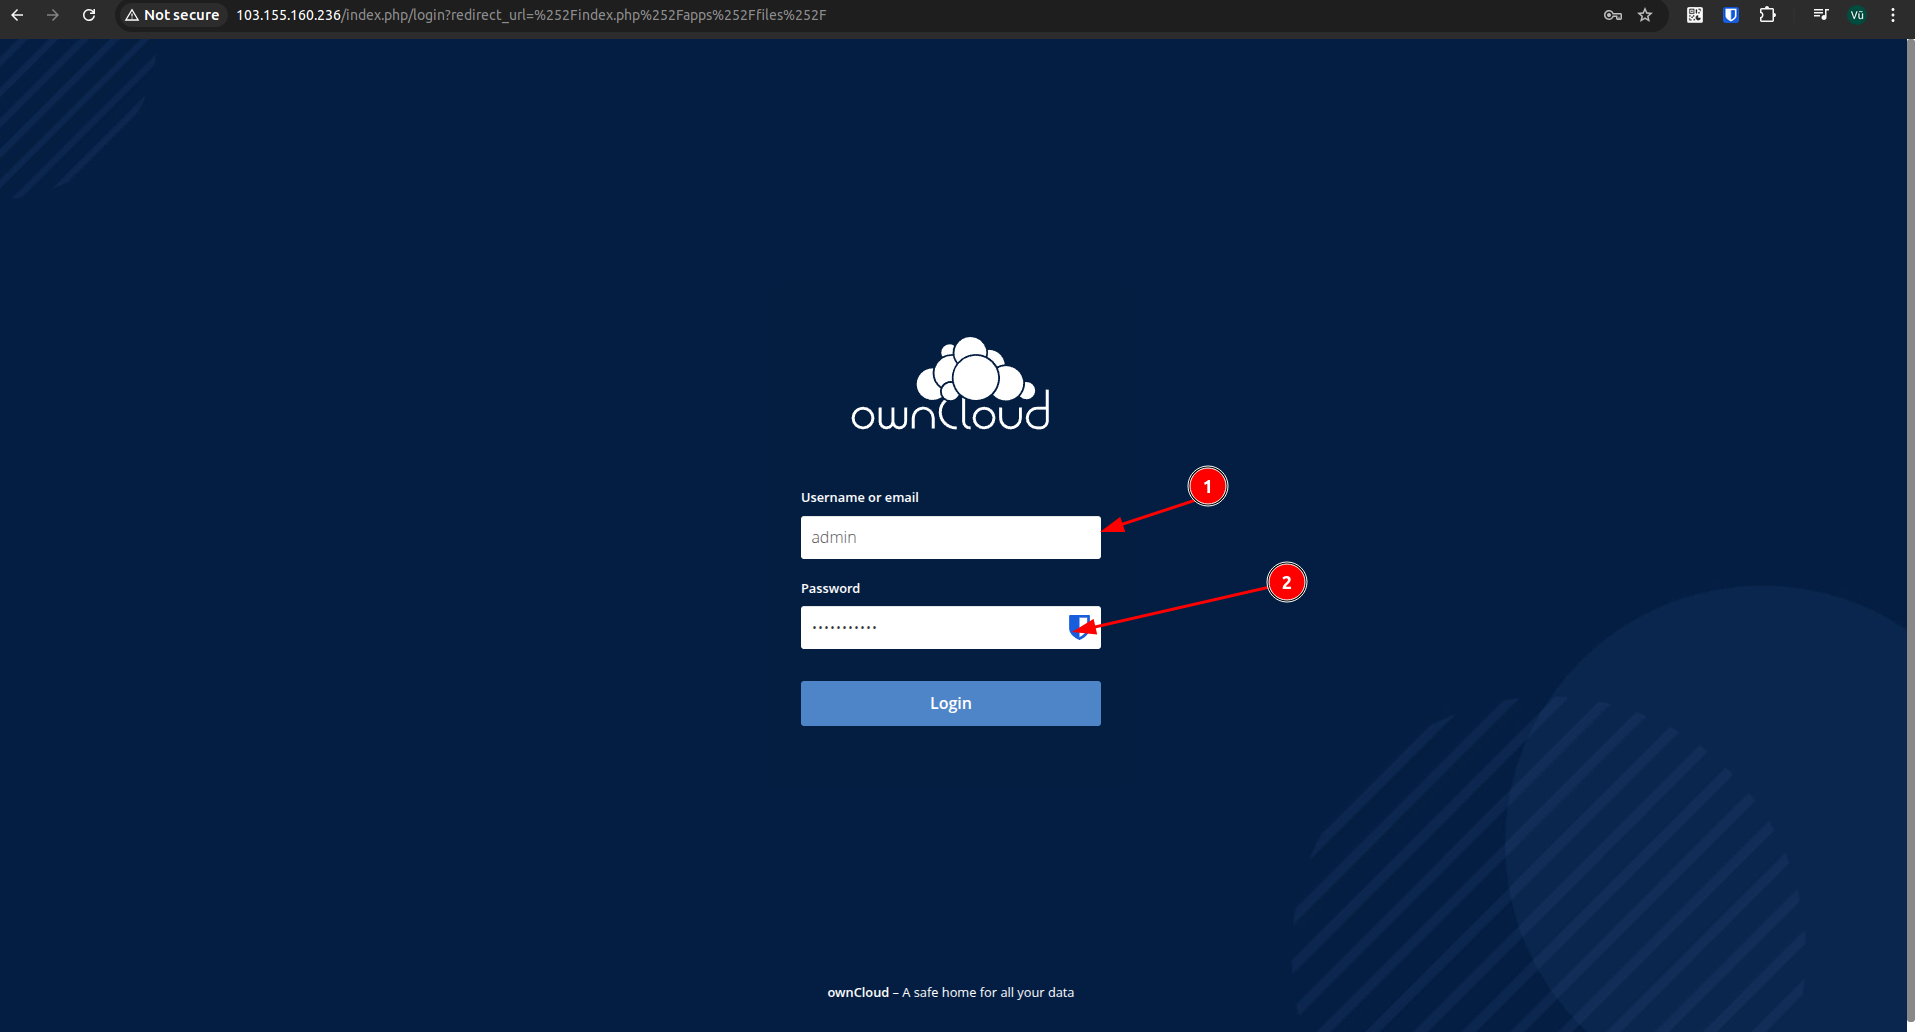 Not secure 103.155.160.236/index.php/login?redirect_url=%252Findex.php%252Fapps%252Ffiles%252F
Vũ
ownCloud
Username or email
1
admin
Password
2
•••••••••••
Login
ownCloud – A safe home for all your data